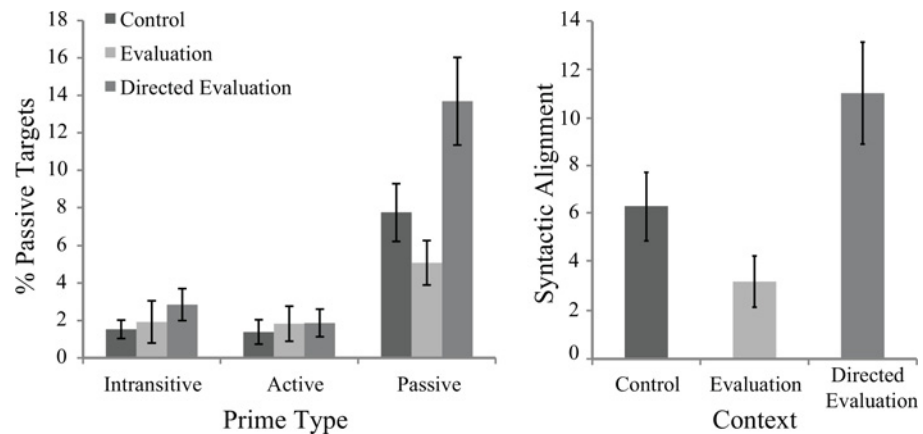 18
16
14
12
10
8
6
4
2
0
% Passive Targets
Control
Evaluation
Directed Evaluation
Intransitive Active Passive
Prime Type
14
12
10
8
6
4
2
0
Syntactic Alignment
Control Evaluation Directed
Evaluation
Context